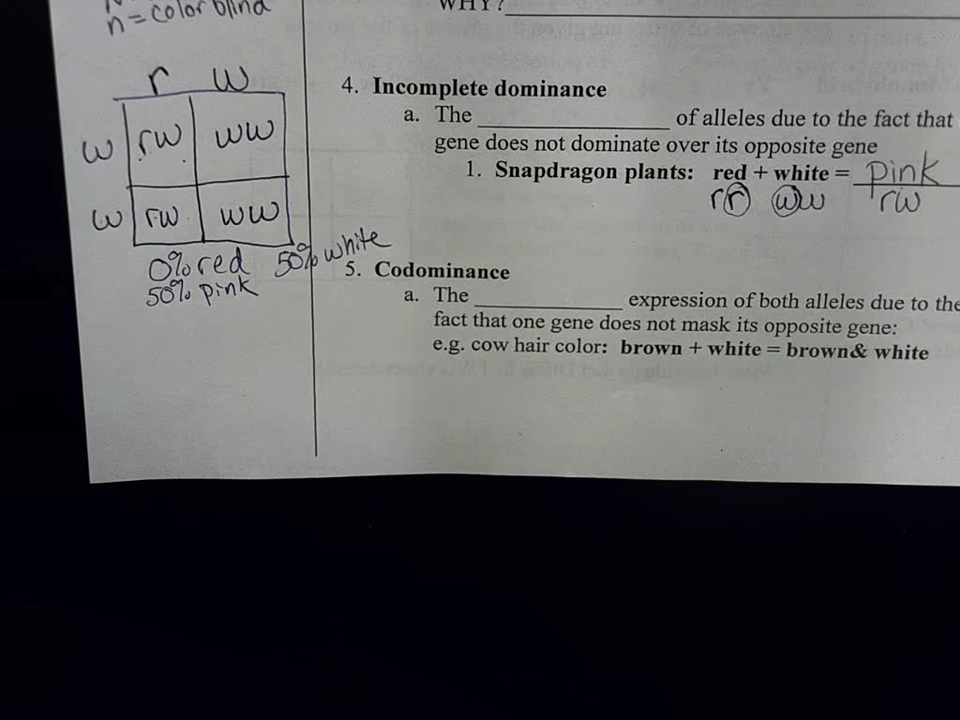 n = color blind
WHY?
r w
w rw ww
w rw ww
0% red 50% white
50% pink
4. Incomplete dominance
a. The ____________ of alleles due to the fact that
gene does not dominate over its opposite gene
1. Snapdragon plants: red + white = pink
rr ww rw
5. Codominance
a. The ____________ expression of both alleles due to the
fact that one gene does not mask its opposite gene:
e.g. cow hair color: brown + white = brown& white